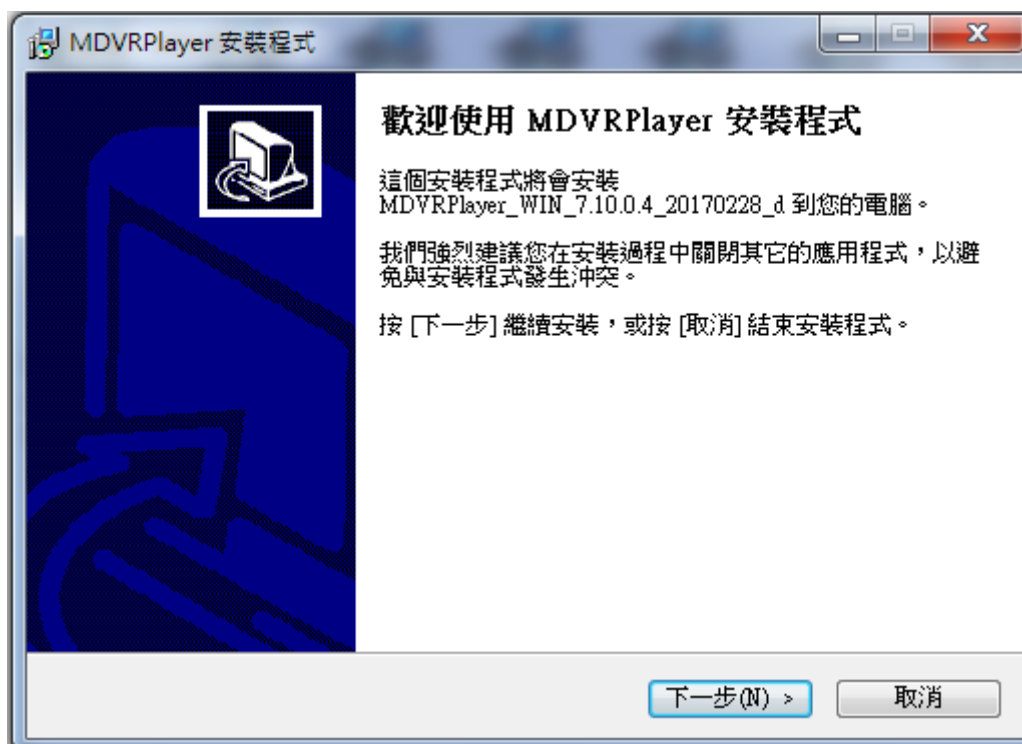 MDVRPlayer 安裝程式
歡迎使用 MDVRPlayer 安裝程式
這個安裝程式將會安裝
MDVRPlayer_WIN_7.10.0.4_20170228_d 到您的電腦。
我們強烈建議您在安裝過程中關閉其它的應用程式，以避
免與安裝程式發生沖突。
按 [下一步] 繼續安裝，或按 [取消] 結束安裝程式。
下一步(N) >
取消